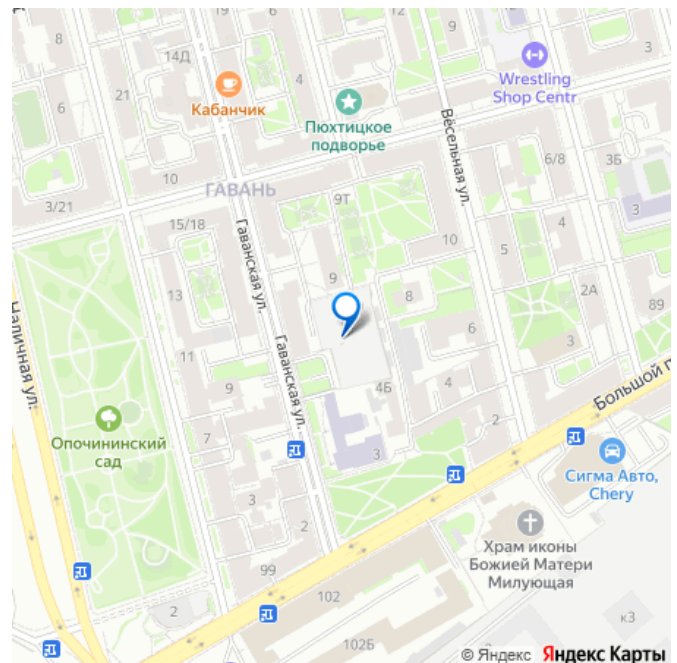 8
14Д
4
12
9
3
21
6
Кабанчик
Wrestling
Shop Centr
Пюхтицкое
подворье
Весельная ул.
10
ГАВАНЬ
6/8
3Б
3/21
9Т
3
15/18
Гаванская ул.
10
5
4
13
9
8
2А
89
Наличная ул.
11
6
3
Гаванская ул.
9
4Б
4
Большой п
Опочининский
сад
7
3
2
Сигма Авто,
Chery
3
2
Храм иконы
Божией Матери
Милующая
99
102
2
к3
102Б
© Яндекс Яндекс Карты